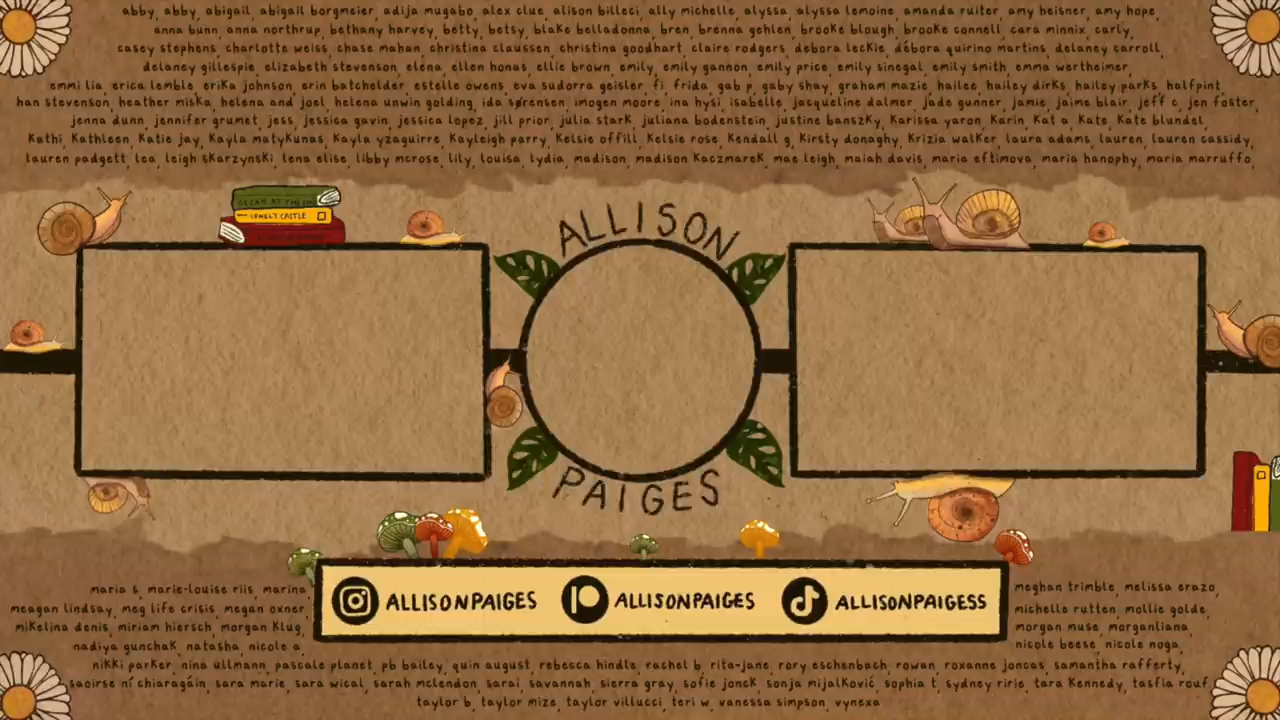 abby, abby, abigail, abigail borgmeier, adija mugabo, alex clue, alison billeci, ally michelle, alyssa, alyssa lemoine, amanda ruiter, amy heisner, amy hope,
anna bunn, anna northrup, bethany harvey, betty, betsy, blake belladonna, bren, brenna gehlen, brooke blough, brooke connell, cara minnix, carly,
casey stephens, charlotte weiss, chase mahan, christina claussen, christina goodhart, claire rodgers, debora leckie, débora quirino martins, delaney carroll,
delaney gillespie, elizabeth stevenson, elena, ellen honas, ellie brown, emily, emily gannon, emily price, emily sinegal, emily smith, emma wertheimer,
emmi lia, erica lemble, erika johnson, erin batchelder, estelle owens, eva sudorra geisler, fi, frida, gab p, gaby shay, graham mazie, hailee, hailey dirks, hailey parks, halfpint,
han stevenson, heather miska, helena and joel, helena unwin golding, ida sørensen, imogen moore, ina hysi, isabelle, jacqueline dalmer, jade gunner, jamie, jaime blair, jeff c, jen foster,
jenna dunn, jennifer grumet, jess, jessica gavin, jessica lopez, jill prior, julia stark, juliana bodenstein, justine banszky, karissa yaron, karin, kat a, kate, kate blundel,
kathi, kathleen, katie jay, kayla matykunas, kayla yzaguirre, kayleigh parry, kelsie offill, kelsie rose, kendall g, kirsty donaghy, krizia walker, laura adams, lauren, lauren cassidy,
lauren padgett, lea, leigh skarzynski, lena elise, libby mcrose, lily, louisa, lydia, madison, madison kaczmarek, mae leigh, maiah davis, maria eftimova, maria hanophy, maria marruffo,
OCEAN AT THE
LONELY CASTLE
ALLISON
PAIGES
ALLISONPAIGES ALLISONPAIGES ALLISONPAIGESS
maria s, marie-louise riis, marina
meagan lindsay, meg life crisis, megan oxner,
mikelina denis, miriam hiersch, morgan klug,
nadiya gunchak, natasha, nicole a,
meghan trimble, melissa erazo,
michelle rutten, mollie golde,
morgan muse, morganliana,
nicole beese, nicole noga,
nikki parker, nina üllmann, pascale planet, pb bailey, quin august, rebecca hindle, rachel b, rita-jane, rory eschenbach, rowan, roxanne joncas, samantha rafferty,
saoirse ní chiaragáin, sara marie, sara wical, sarah mclendon, sarai, savannah, sierra gray, sofie jonck, sonja mijalković, sophia t, sydney ririe, tara kennedy, tasfia rouf,
taylor b, taylor mize, taylor villucci, teri w, vanessa simpson, vynexa